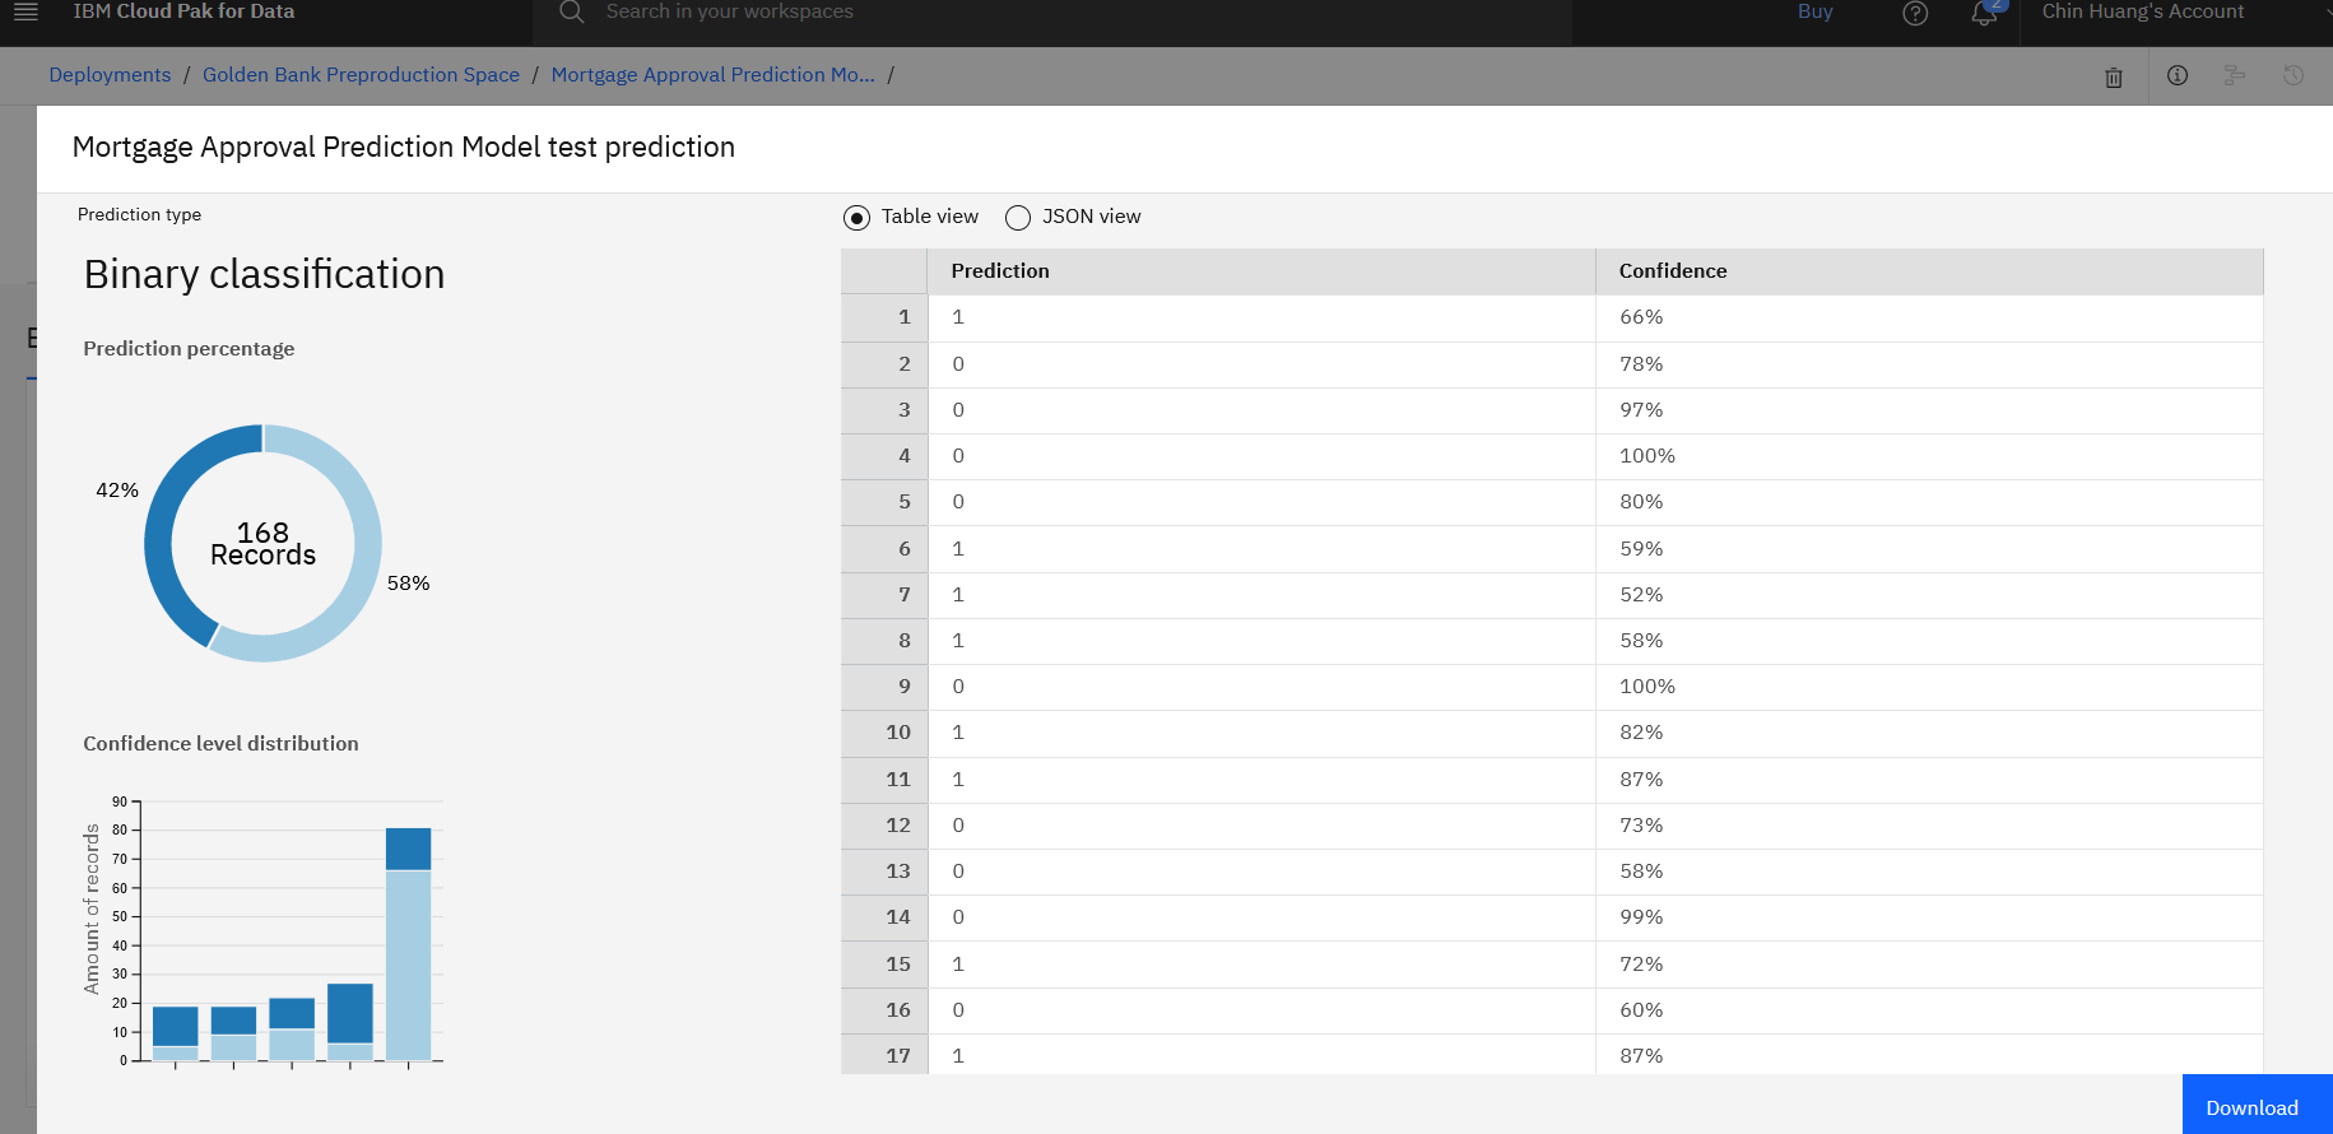 IBM Cloud Pak for Data
Search in your workspaces
Buy
2
Chin Huang's Account
Deployments / Golden Bank Preproduction Space / Mortgage Approval Prediction Mo... /
Mortgage Approval Prediction Model test prediction
Prediction type
Binary classification
Prediction percentage
42%
168
Records
58%
Confidence level distribution
Amount of records
90
80
70
60
50
40
30
20
10
0
Table view
JSON view
Prediction Confidence
1 1 66%
2 0 78%
3 0 97%
4 0 100%
5 0 80%
6 1 59%
7 1 52%
8 1 58%
9 0 100%
10 1 82%
11 1 87%
12 0 73%
13 0 58%
14 0 99%
15 1 72%
16 0 60%
17 1 87%
Download